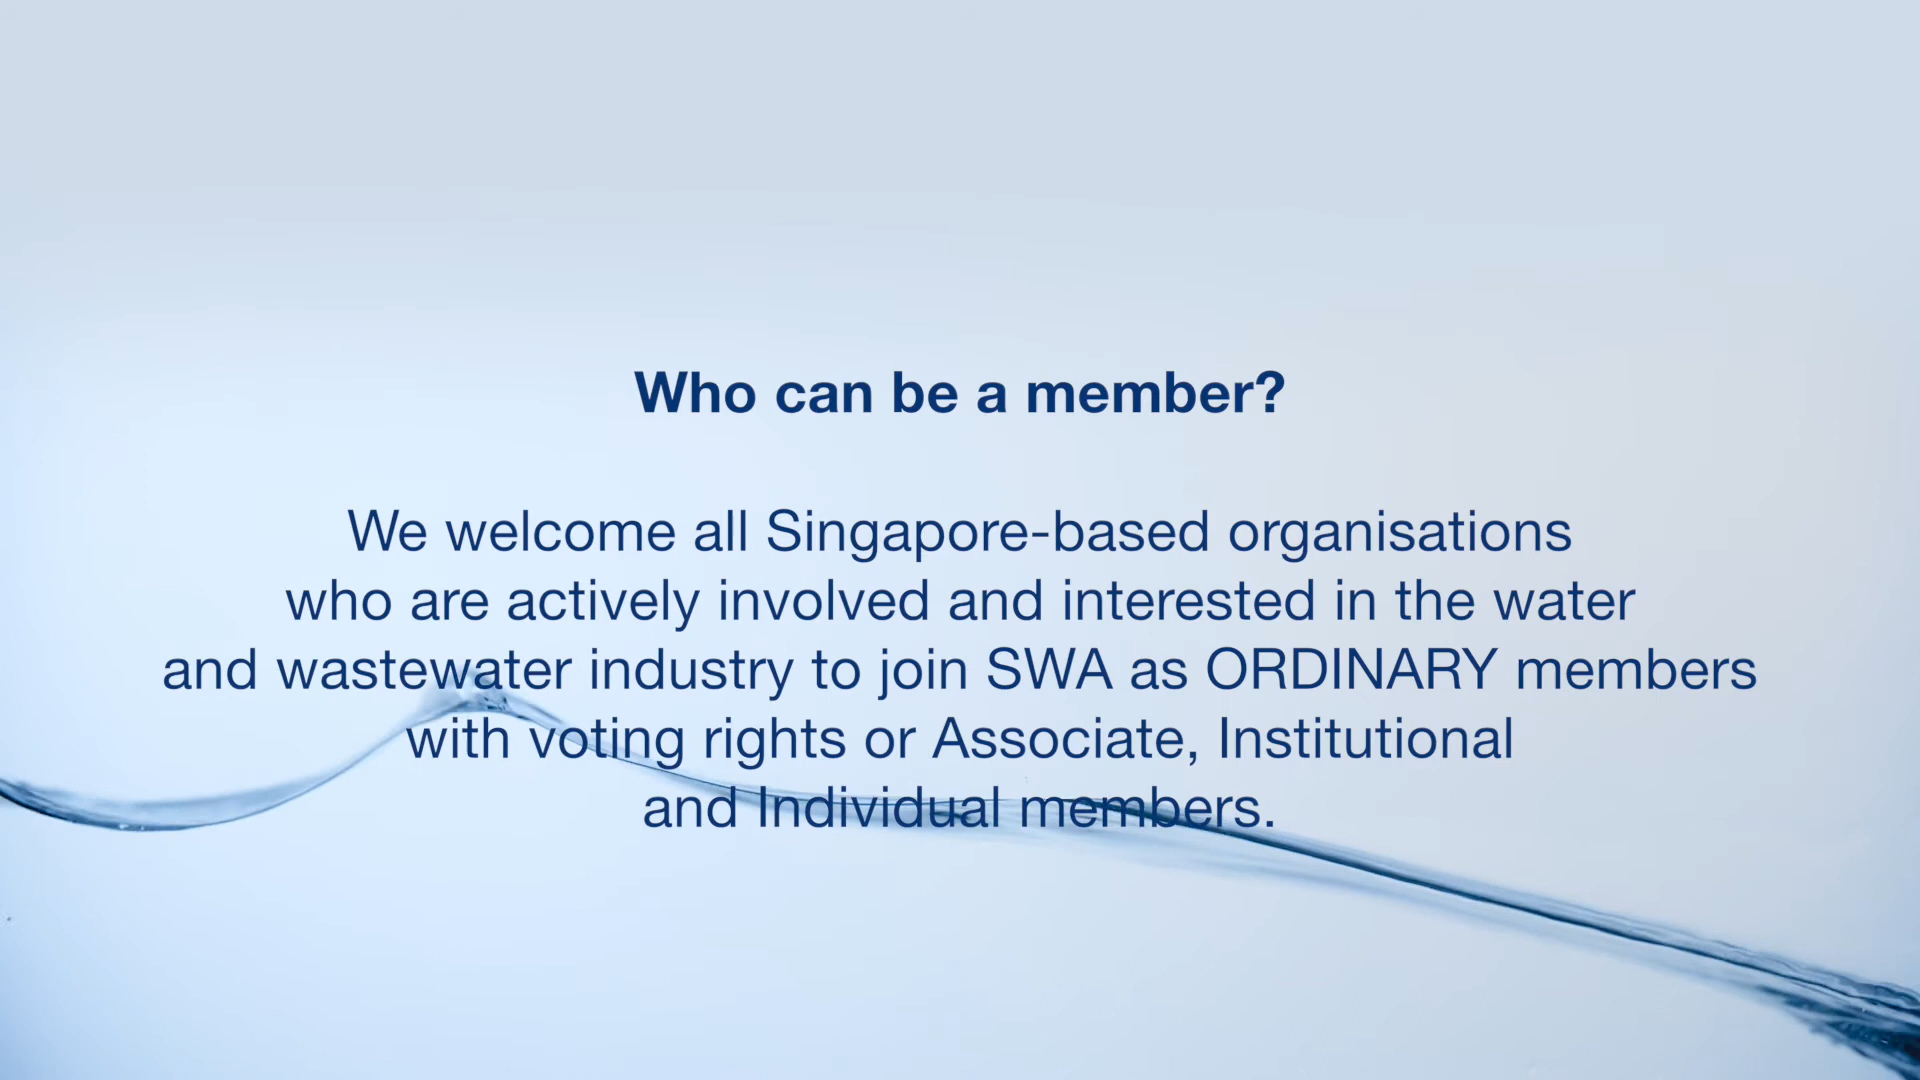 Who can be a member?
We welcome all Singapore-based organisations
who are actively involved and interested in the water
and wastewater industry to join SWA as ORDINARY members
with voting rights or Associate, Institutional
and Individual members.